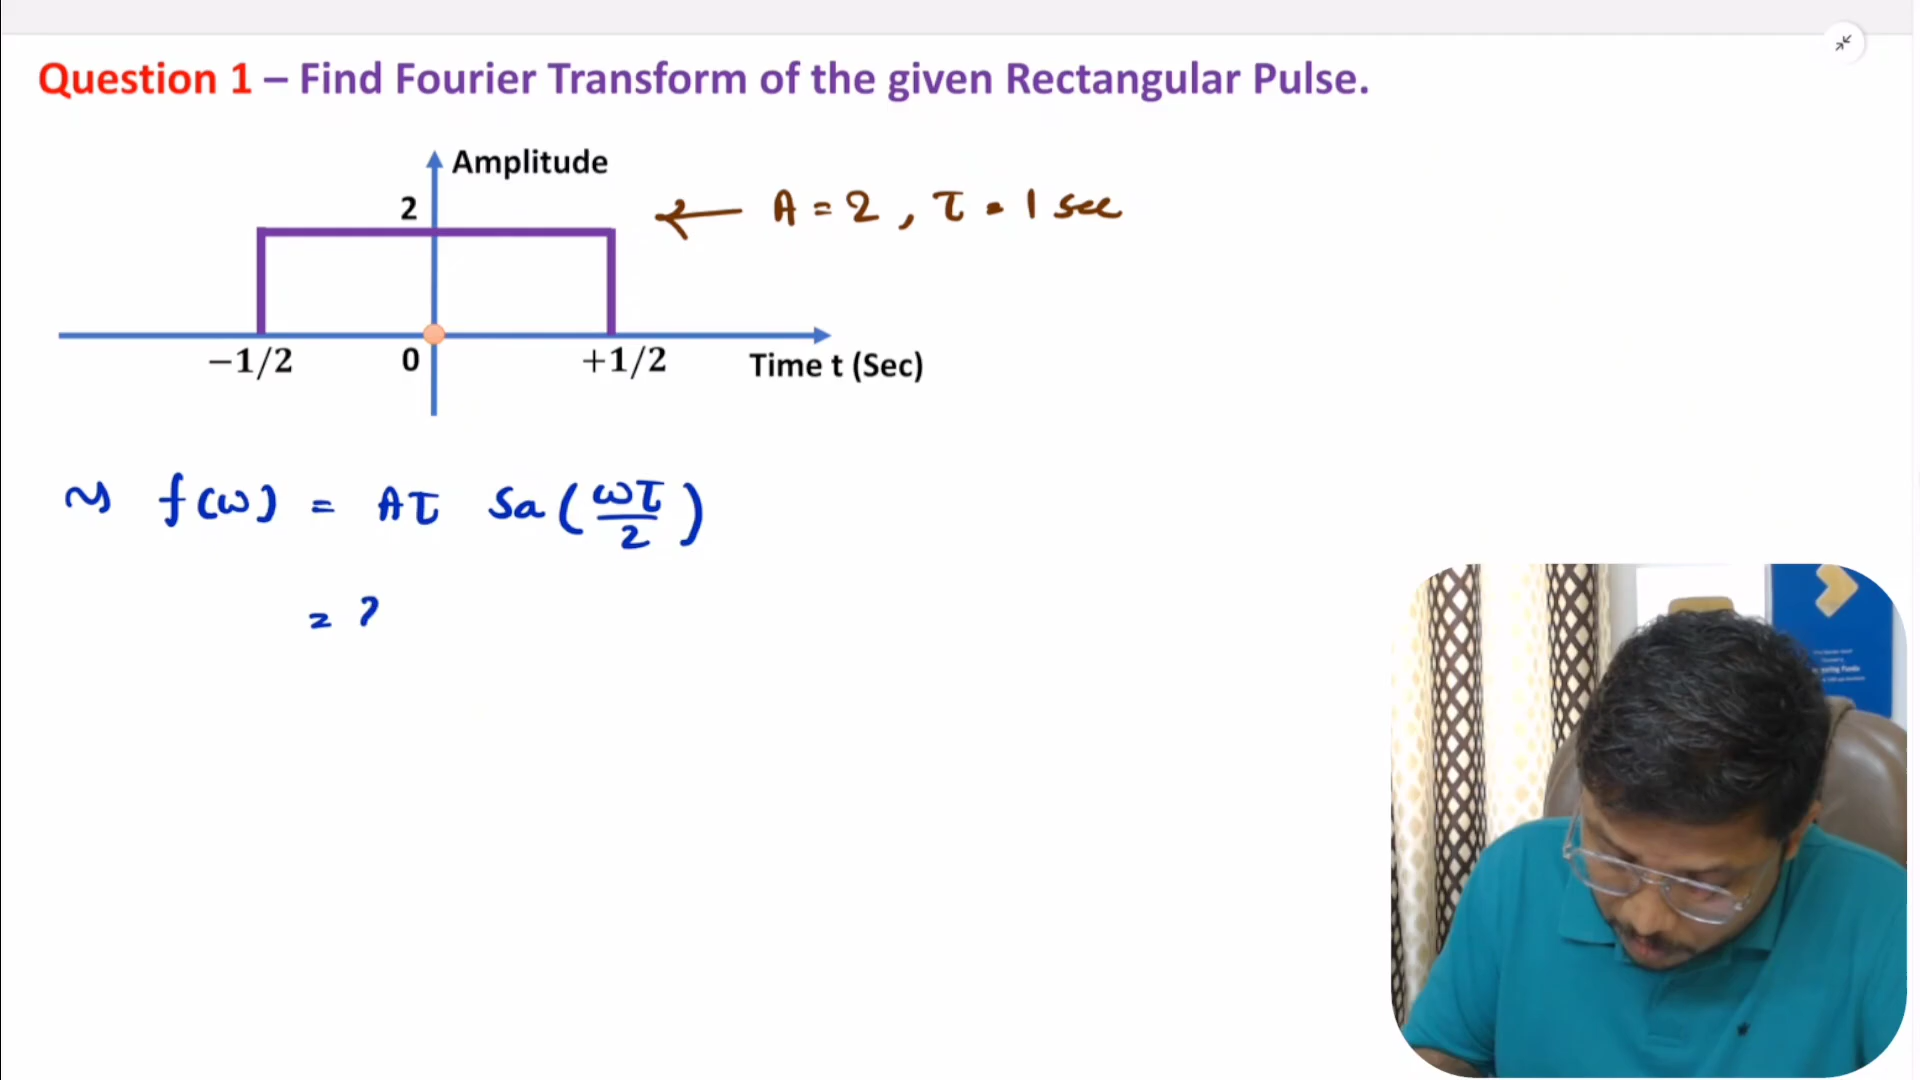 Question 1 – Find Fourier Transform of the given Rectangular Pulse.
Amplitude
2
← A = 2 , τ = 1 sec
−1/2
0
+1/2
Time t (Sec)
⇝ f(ω) = Aτ Sa(ωτ/2)
= 2